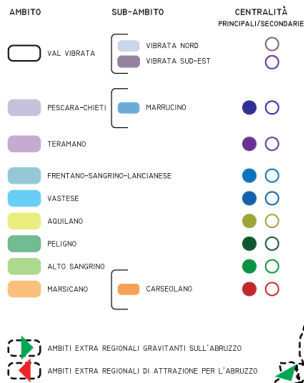 AMBITO SUB-AMBITO CENTRALITÀ
PRINCIPALI/SECONDARIE
VAL VIBRATA
VIBRATA NORD
VIBRATA SUD-EST
PESCARA-CHIETI MARRUCINO
TERAMANO
FRENTANO-SANGRINO-LANCIANESE
VASTESE
AQUILANO
PELIGNO
ALTO SANGRINO
MARSICANO CARSEOLANO
AMBITI EXTRA REGIONALI GRAVITANTI SULL'ABRUZZO
AMBITI EXTRA REGIONALI DI ATTRAZIONE PER L'ABRUZZO